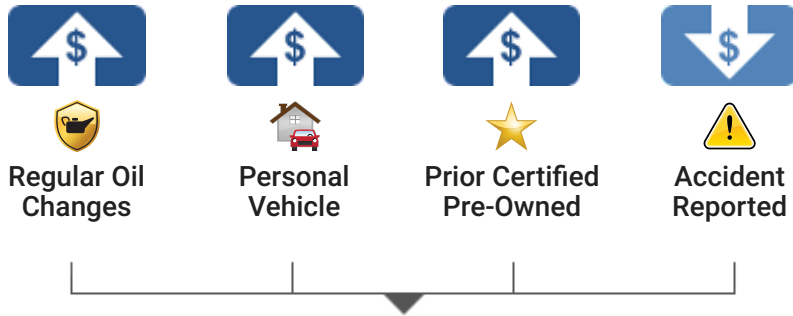 $ $ $ $
Regular Oil Changes
Personal Vehicle
Prior Certified Pre-Owned
Accident Reported